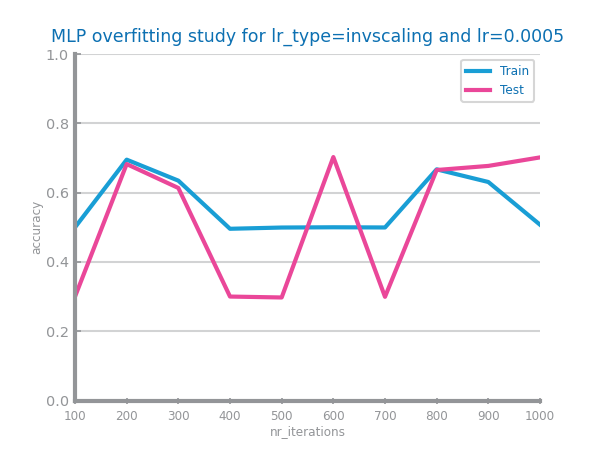 MLP overfitting study for lr_type=invscaling and lr=0.0005
1.0
0.8
0.6
0.4
0.2
0.0
accuracy
Train
Test
100 200 300 400 500 600 700 800 900 1000
nr_iterations